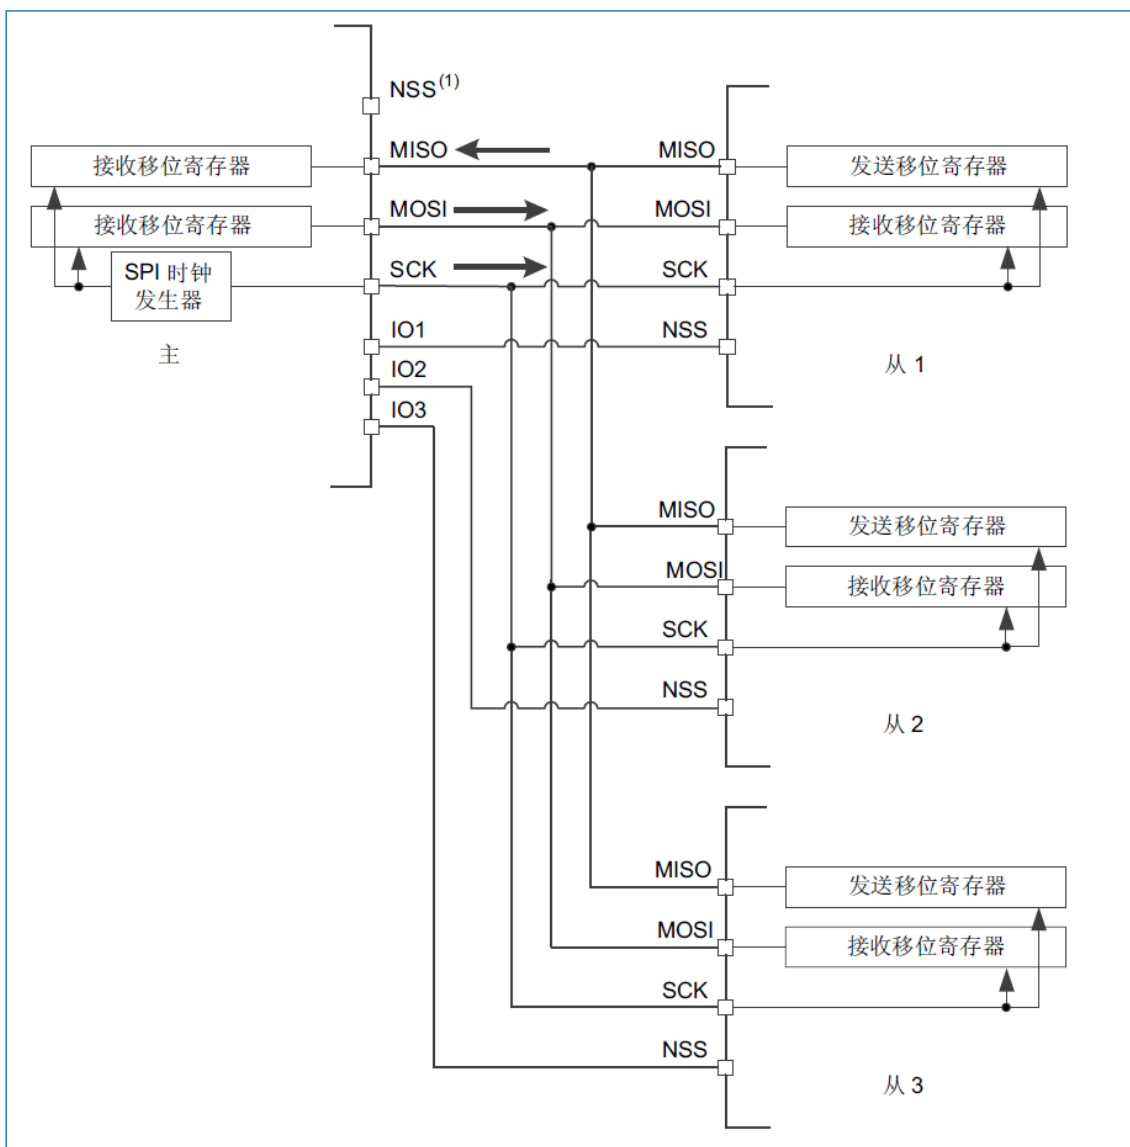 NSS(1)
MISO
MISO
接收移位寄存器
发送移位寄存器
MOSI
MOSI
接收移位寄存器
接收移位寄存器
SPI 时钟
发生器
SCK
SCK
主
IO1
NSS
从 1
IO2
IO3
MISO
发送移位寄存器
MOSI
接收移位寄存器
SCK
NSS
从 2
MISO
发送移位寄存器
MOSI
接收移位寄存器
SCK
NSS
从 3